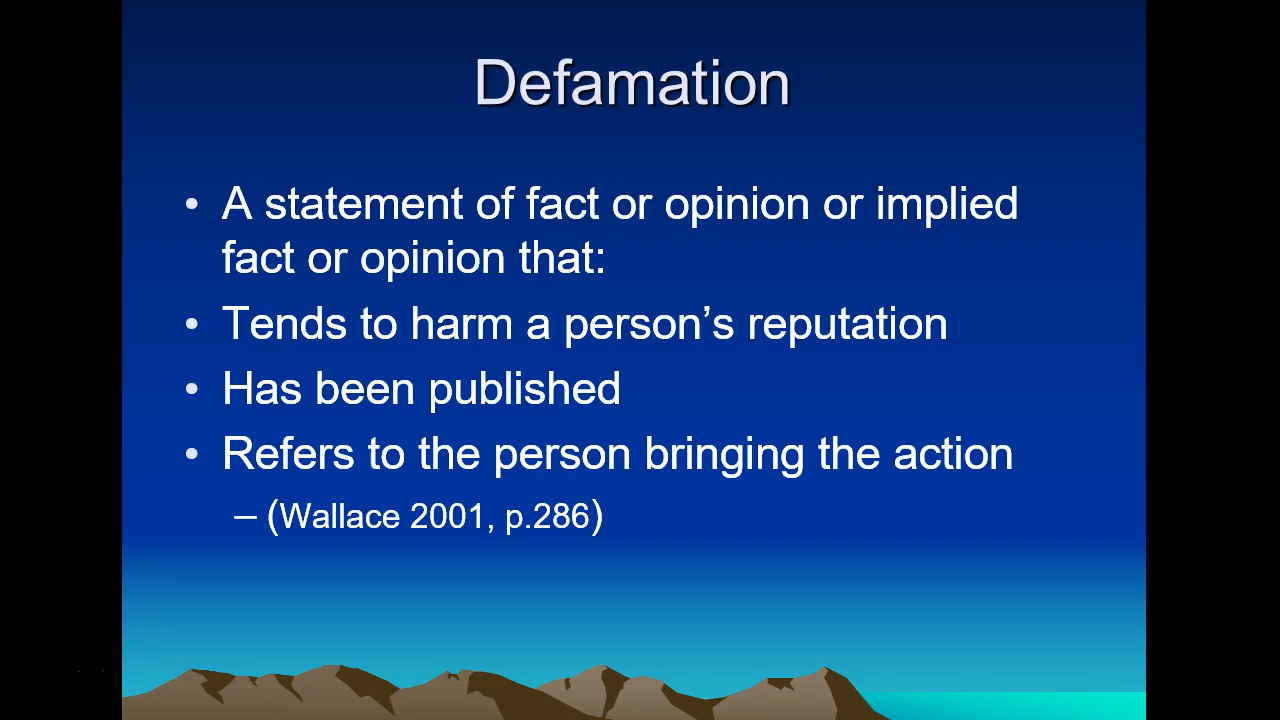 Defamation
• A statement of fact or opinion or implied
fact or opinion that:
• Tends to harm a person’s reputation
• Has been published
• Refers to the person bringing the action
– (Wallace 2001, p.286)